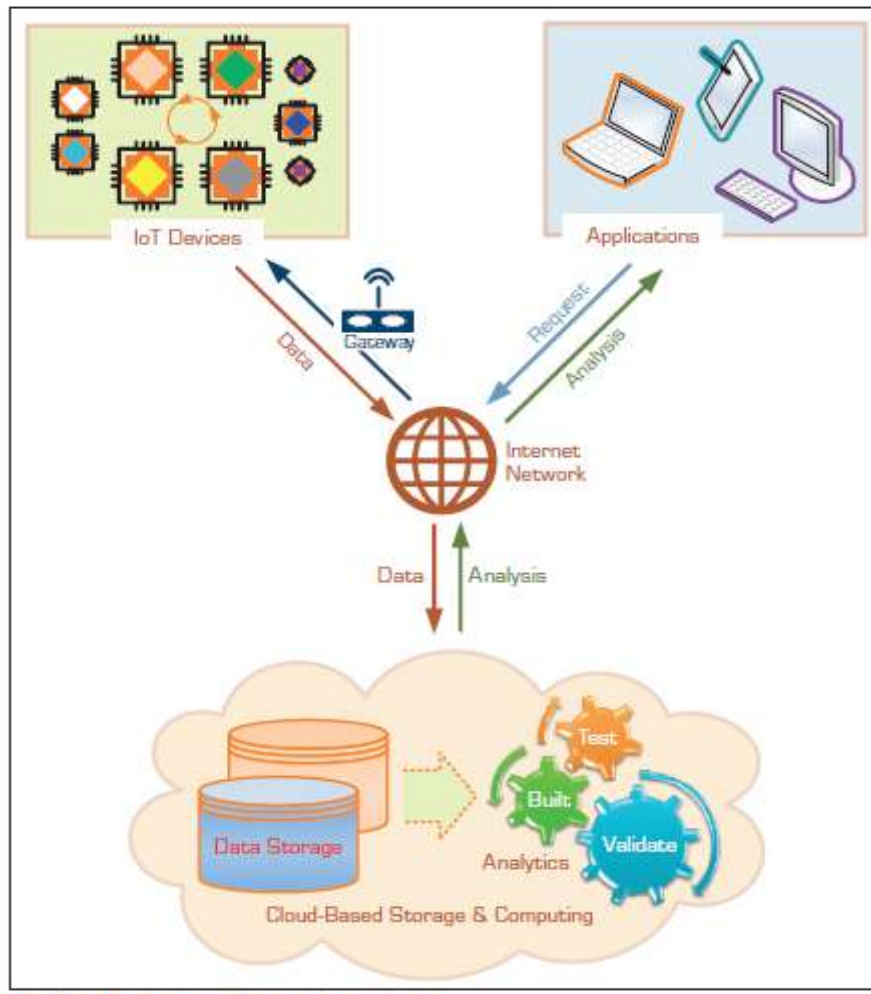 IoT Devices
Applications
Gateway
Data
Request
Analysis
Internet
Network
Data
Analysis
Test
Built
Validate
Data Storage
Analytics
Cloud-Based Storage & Computing